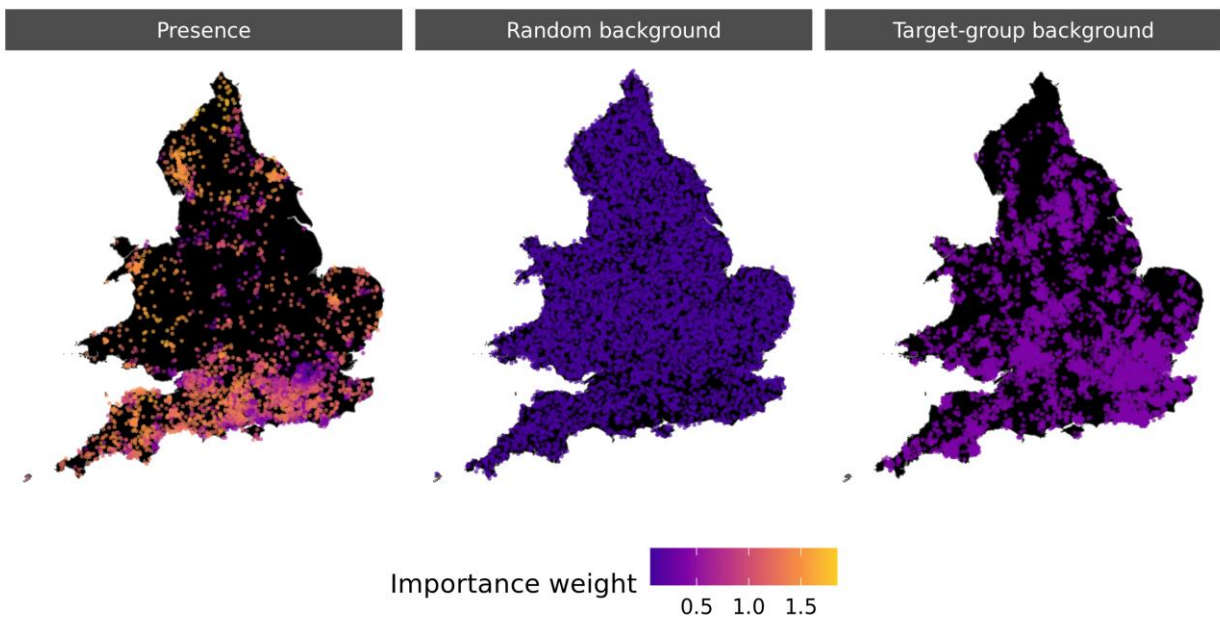 Presence
Random background
Target-group background
Importance weight
0.5 1.0 1.5